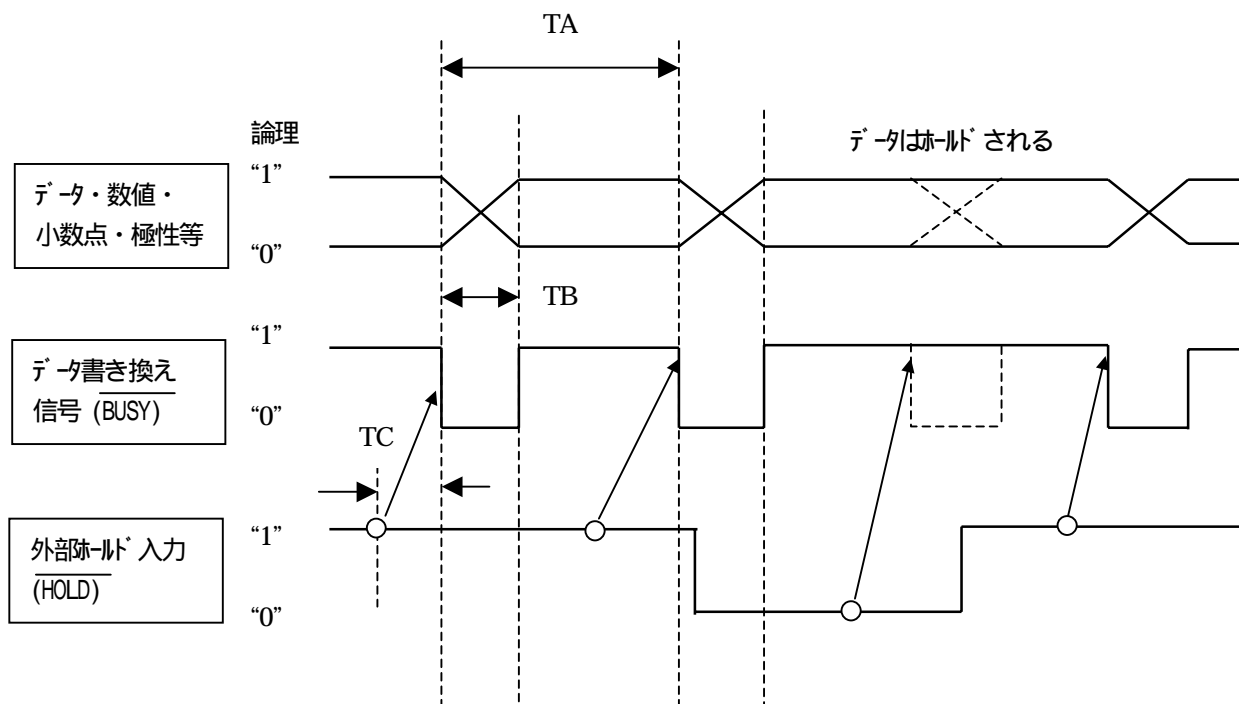 TA
論理
“1”
データはホールドされる
データ・数値・
小数点・極性等
“0”
TB
“1”
データ書き換え
信号 (BUSY)
“0”
TC
“1”
外部ホールド入力
(HOLD)
“0”